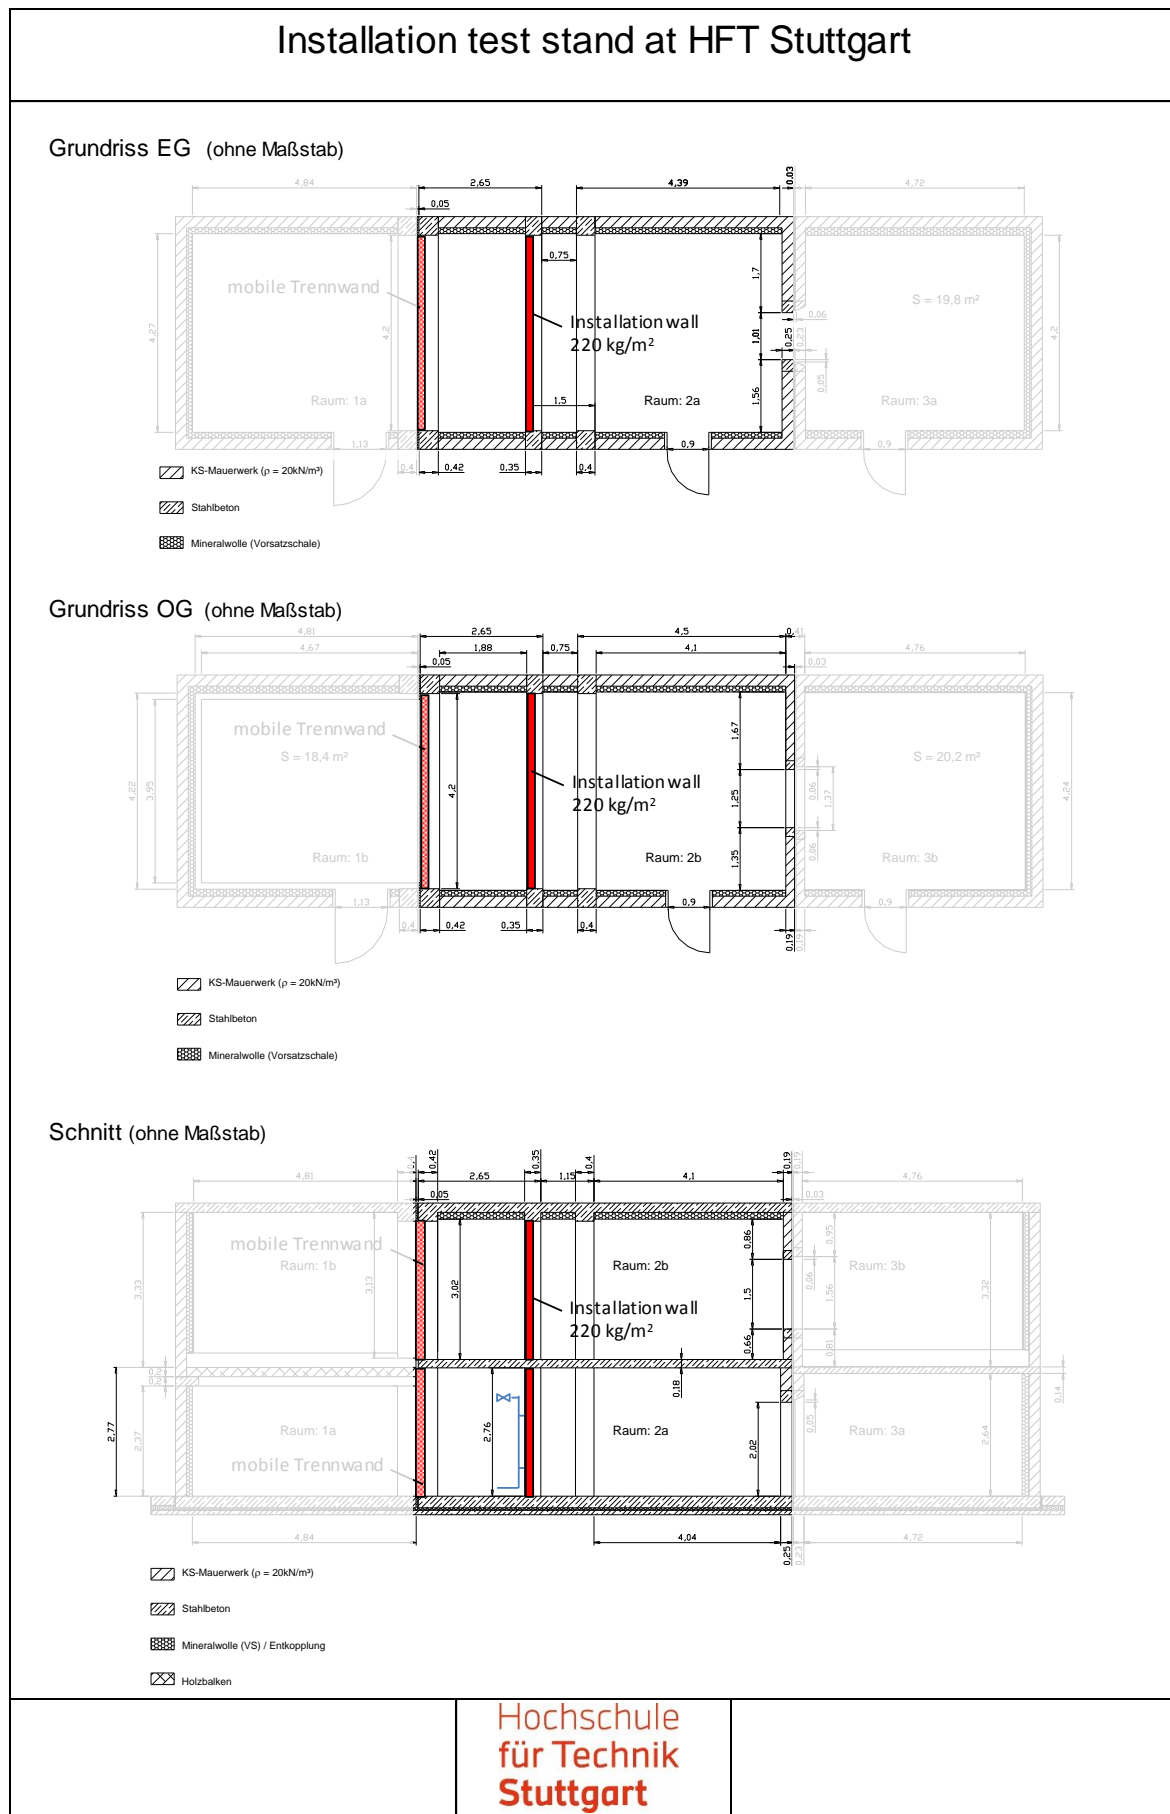 Installation test stand at HFT Stuttgart
Grundriss EG (ohne Maßstab)
4,84
2,65
4,39
0,03
4,72
0,05
0,75
1,7
mobile Trennwand
S = 19,8 m²
Installation wall
220 kg/m²
0,06
4,27
4,2
1,01
0,25
0,23
4,2
0,05
1,5
1,56
Raum: 1a
Raum: 2a
Raum: 3a
1,13
0,9
0,9
0,4
0,42
0,35
0,4
KS-Mauerwerk (ρ = 20kN/m³)
Stahlbeton
Mineralwolle (Vorsatzschale)
Grundriss OG (ohne Maßstab)
4,81
2,65
4,5
0,41
4,67
1,88
0,75
4,1
4,76
0,05
0,03
1,67
mobile Trennwand
S = 18,4 m²
S = 20,2 m²
Installation wall
220 kg/m²
4,22
3,95
4,2
1,25
0,06
1,37
4,24
0,06
1,35
Raum: 1b
Raum: 2b
Raum: 3b
1,13
0,9
0,9
0,4
0,42
0,35
0,4
0,19
0,19
KS-Mauerwerk (ρ = 20kN/m³)
Stahlbeton
Mineralwolle (Vorsatzschale)
Schnitt (ohne Maßstab)
0,4
0,42
0,35
0,4
0,19
0,19
4,81
2,65
1,15
4,1
4,76
0,05
0,03
mobile Trennwand
Raum: 1b
Raum: 2b
Raum: 3b
0,86
0,95
3,33
3,13
3,02
1,5
0,06
1,56
3,32
Installation wall
220 kg/m²
0,66
0,81
0,2
0,2
0,18
0,14
2,77
2,37
2,76
2,02
0,05
2,64
Raum: 1a
Raum: 2a
Raum: 3a
mobile Trennwand
4,84
4,04
0,25
0,23
4,72
KS-Mauerwerk (ρ = 20kN/m³)
Stahlbeton
Mineralwolle (VS) / Entkopplung
Holzbalken
Hochschule
für Technik
Stuttgart